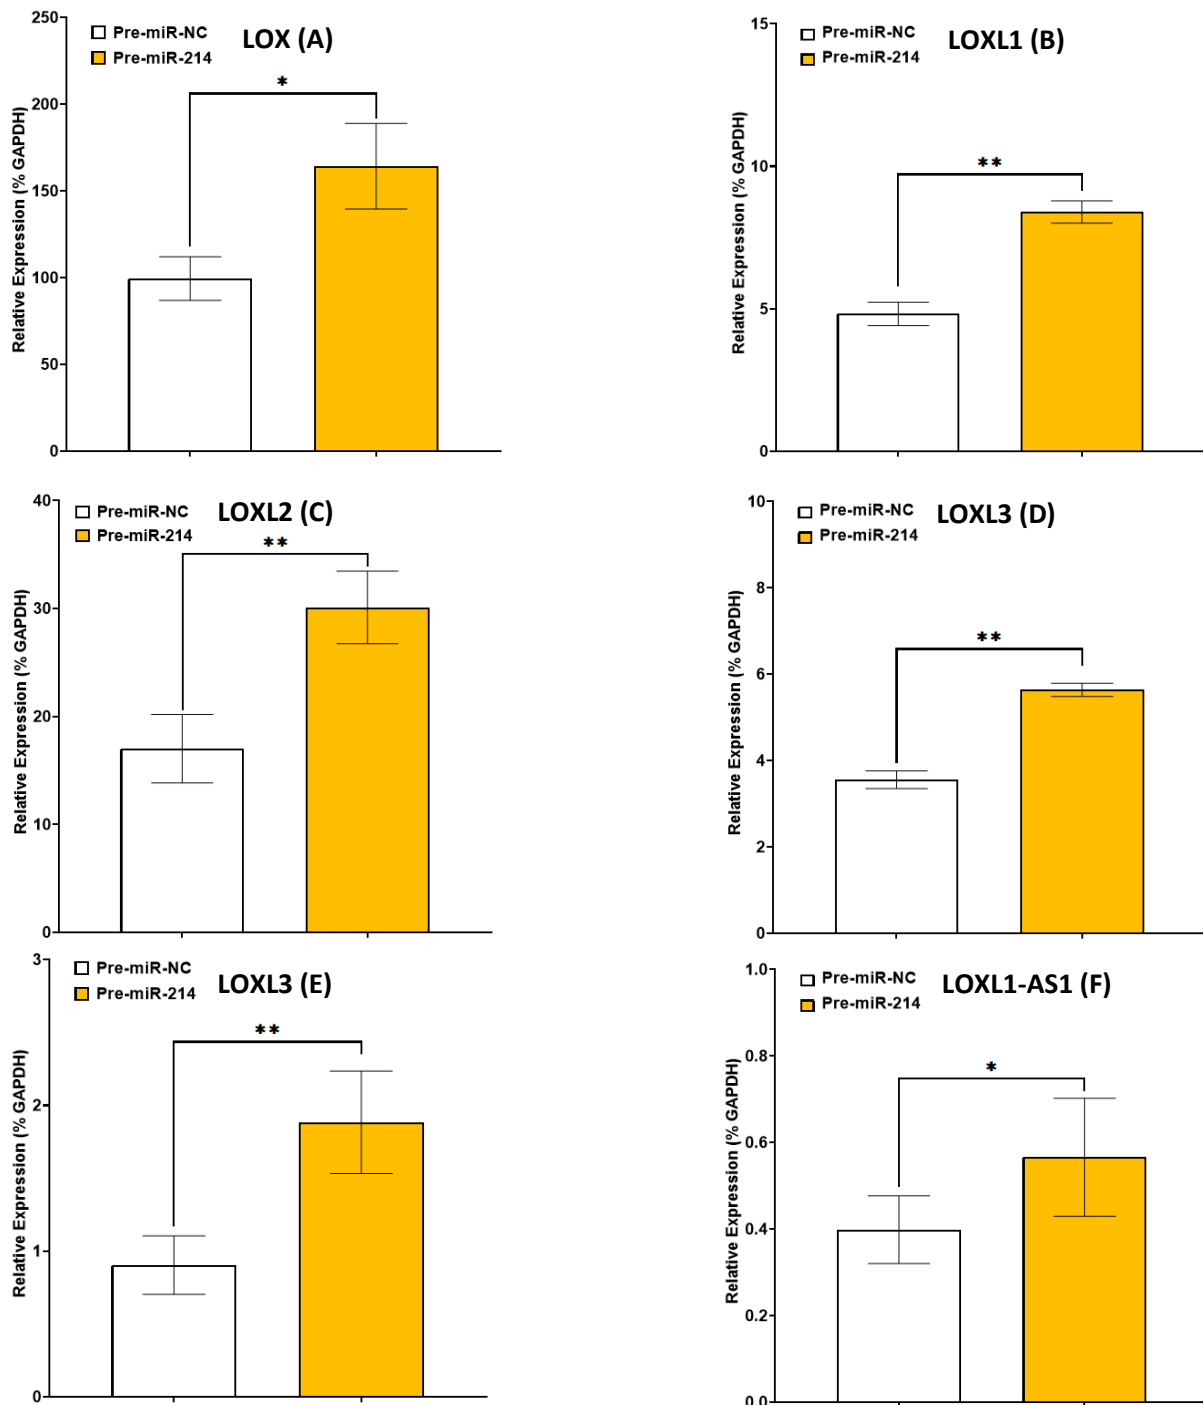 LOX (A)
Pre-miR-NC
Pre-miR-214
Relative Expression (% GAPDH)
250
200
150
100
50
0
*
LOXL1 (B)
Pre-miR-NC
Pre-miR-214
Relative Expression (% GAPDH)
15
10
5
0
**
LOXL2 (C)
Pre-miR-NC
Pre-miR-214
Relative Expression (% GAPDH)
40
30
20
10
0
**
LOXL3 (D)
Pre-miR-NC
Pre-miR-214
Relative Expression (% GAPDH)
10
8
6
4
2
0
**
LOXL3 (E)
Pre-miR-NC
Pre-miR-214
Relative Expression (% GAPDH)
3
2
1
0
**
LOXL1-AS1 (F)
Pre-miR-NC
Pre-miR-214
Relative Expression (% GAPDH)
1.0
0.8
0.6
0.4
0.2
0.0
*